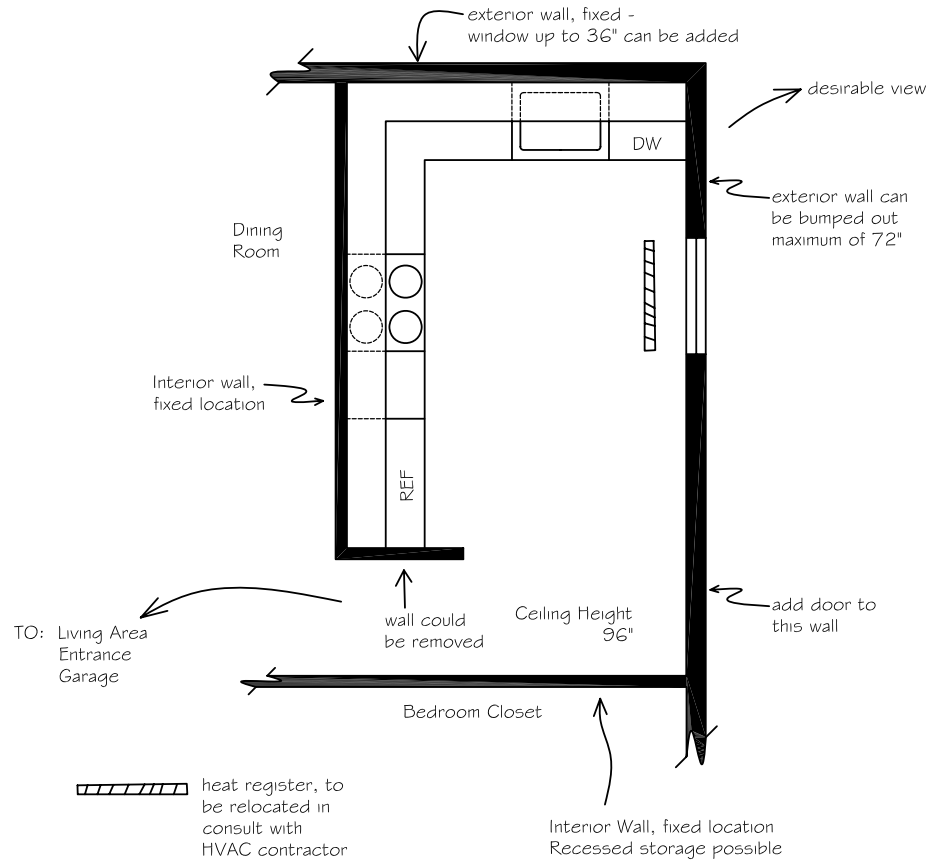 exterior wall, fixed -
window up to 36" can be added
desirable view
DW
exterior wall can
be bumped out
maximum of 72"
Dining
Room
Interior wall,
fixed location
REF
wall could
be removed
Ceiling Height
96"
add door to
this wall
TO: Living Area
Entrance
Garage
Bedroom Closet
heat register, to
be relocated in
consult with
HVAC contractor
Interior Wall, fixed location
Recessed storage possible